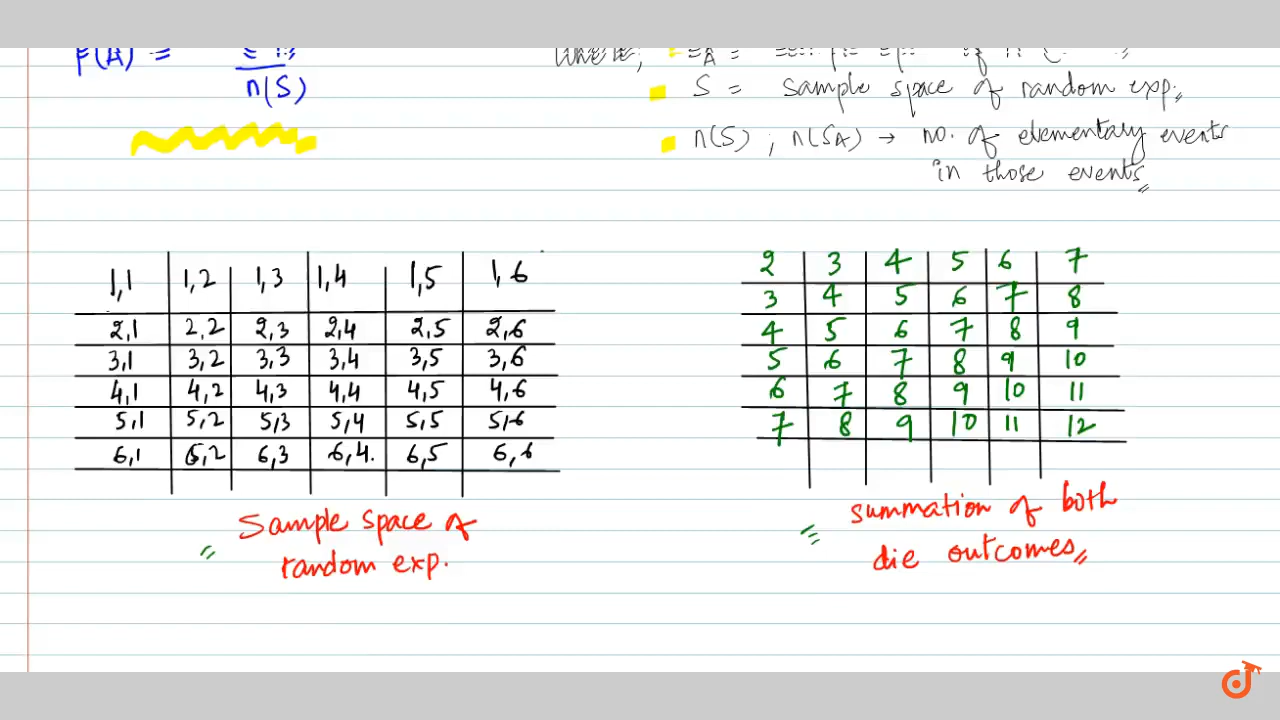 P(A) =
n(S)
S = sample space of random exp.
n(S) ; n(SA) → no. of elementary events
in those events
1,1 1,2 1,3 1,4 1,5 1,6
2,1 2,2 2,3 2,4 2,5 2,6
3,1 3,2 3,3 3,4 3,5 3,6
4,1 4,2 4,3 4,4 4,5 4,6
5,1 5,2 5,3 5,4 5,5 5,6
6,1 6,2 6,3 6,4. 6,5 6,6
Sample space of
random exp.
2 3 4 5 6 7
3 4 5 6 7 8
4 5 6 7 8 9
5 6 7 8 9 10
6 7 8 9 10 11
7 8 9 10 11 12
summation of both
die outcomes